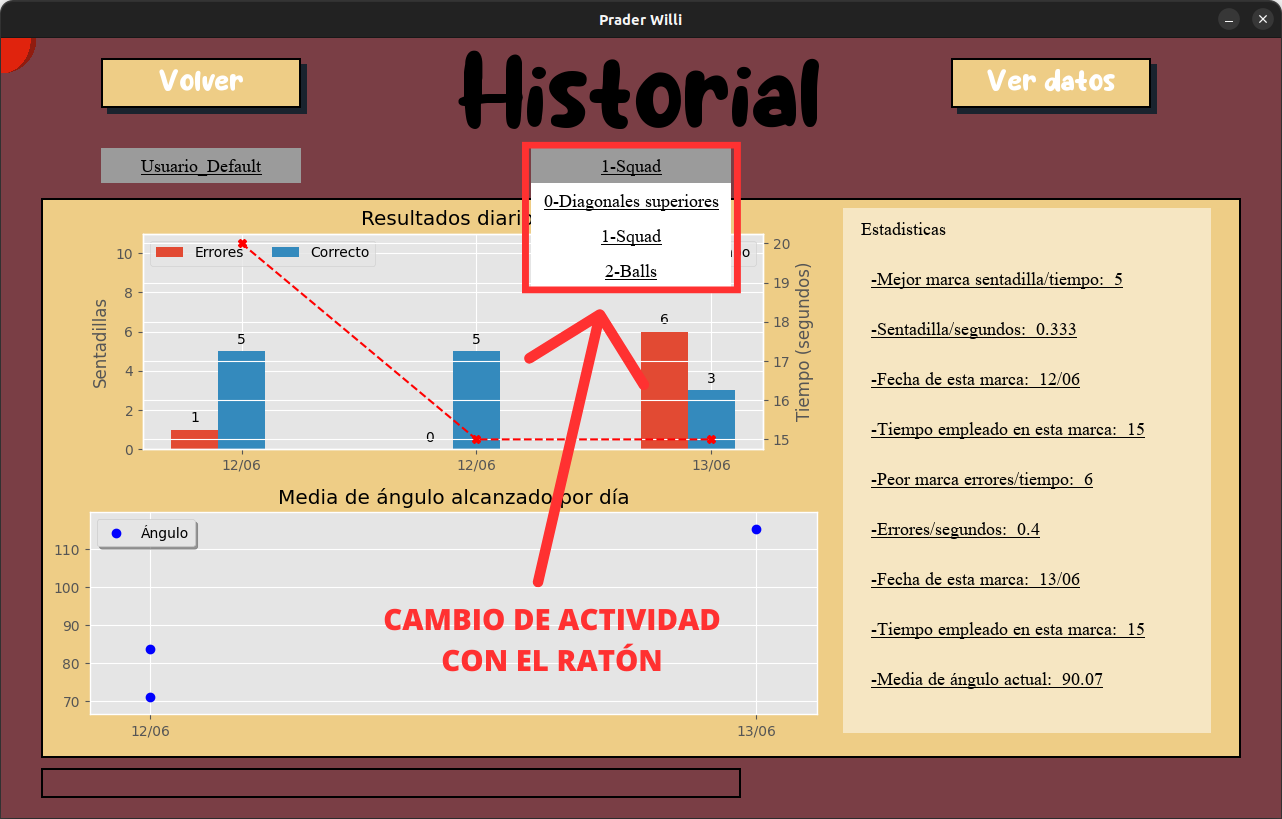 Prader Willi
Volver
Historial
Ver datos
Usuario_Default
1-Squad
0-Diagonales superiores
1-Squad
2-Balls
Resultados
Errores
Correcto
Sentadillas
10
8
6
4
2
0
1
5
0
5
6
3
20
19
18
17
16
15
Tiempo (segundos)
12/06
12/06
13/06
Media de ángulo alcanzado por día
Ángulo
110
100
90
80
70
12/06
13/06
CAMBIO DE ACTIVIDAD
CON EL RATÓN
Estadisticas
-Mejor marca sentadilla/tiempo: 5
-Sentadilla/segundos: 0.333
-Fecha de esta marca: 12/06
-Tiempo empleado en esta marca: 15
-Peor marca errores/tiempo: 6
-Errores/segundos: 0.4
-Fecha de esta marca: 13/06
-Tiempo empleado en esta marca: 15
-Media de ángulo actual: 90.07